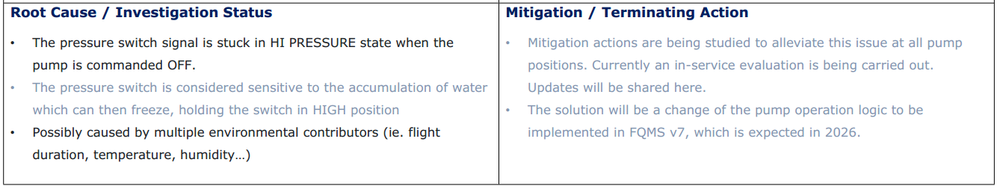 Root Cause / Investigation Status
• The pressure switch signal is stuck in HI PRESSURE state when the
pump is commanded OFF.
• The pressure switch is considered sensitive to the accumulation of water
which can then freeze, holding the switch in HIGH position
• Possibly caused by multiple environmental contributors (ie. flight
duration, temperature, humidity…)
Mitigation / Terminating Action
• Mitigation actions are being studied to alleviate this issue at all pump
positions. Currently an in-service evaluation is being carried out.
Updates will be shared here.
• The solution will be a change of the pump operation logic to be
implemented in FQMS v7, which is expected in 2026.